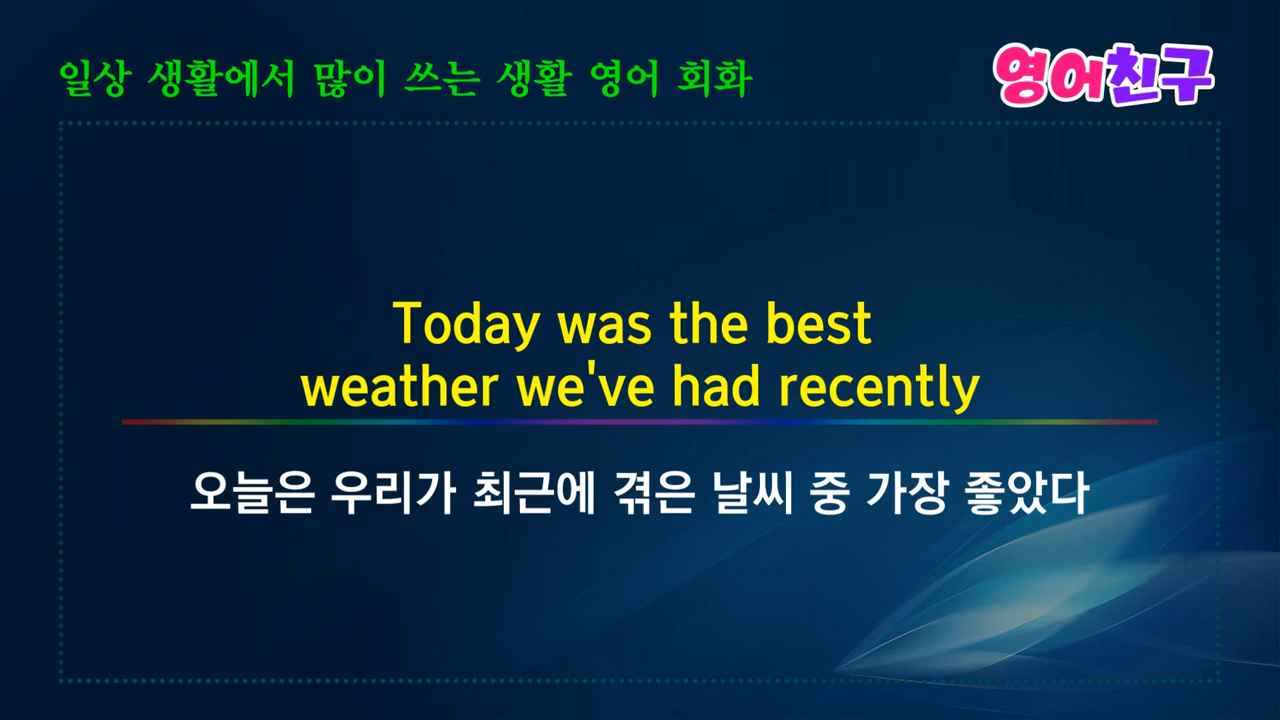 일상 생활에서 많이 쓰는 생활 영어 회화
영어친구
Today was the best
weather we've had recently
오늘은 우리가 최근에 겪은 날씨 중 가장 좋았다